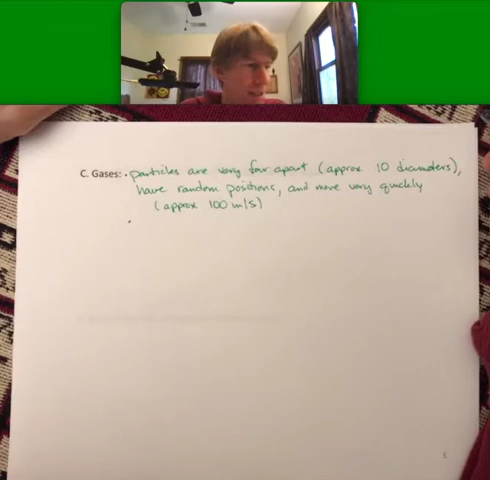 C. Gases: • particles are very far apart (approx. 10 diameters),
have random positions, and move very quickly
(approx 100 m/s)
•
5